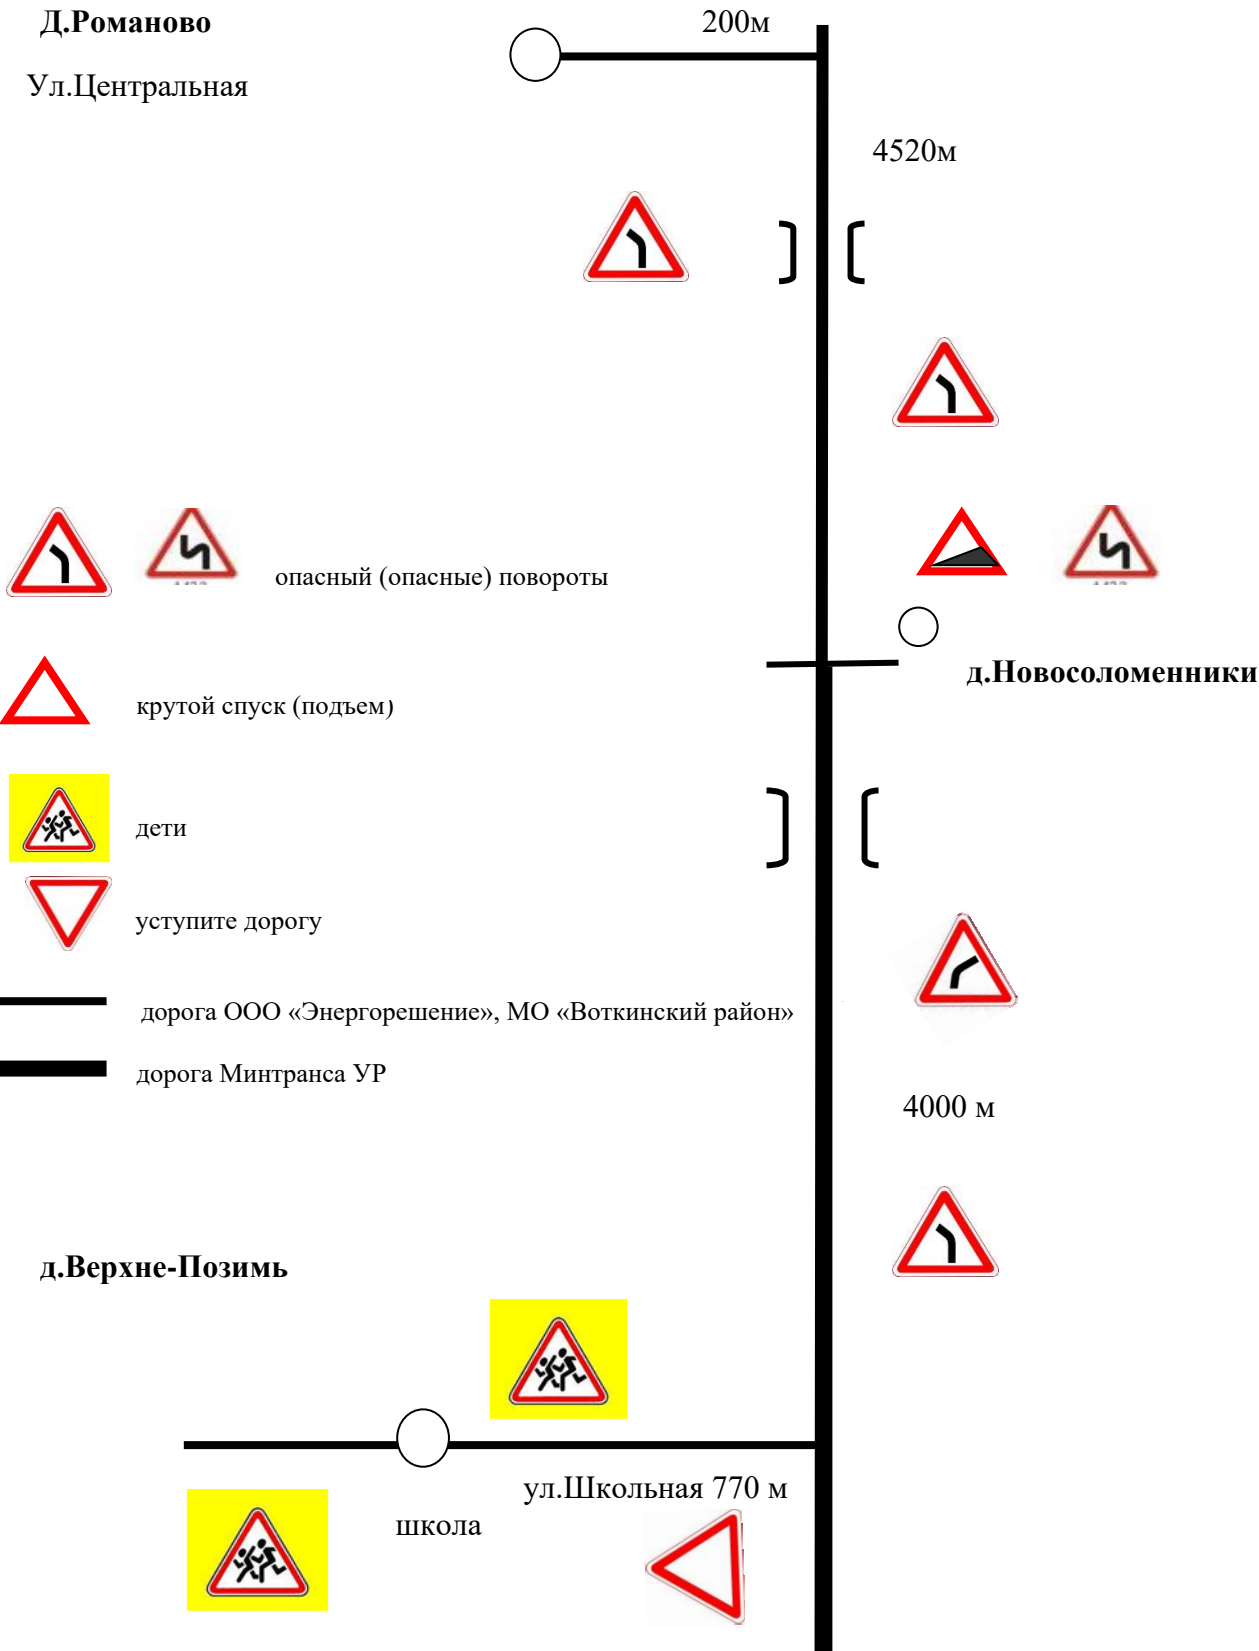 Д.Романово
200м
Ул.Центральная
4520м
опасный (опасные) повороты
д.Новосоломенники
крутой спуск (подъем)
дети
уступите дорогу
дорога ООО «Энергорешение», МО «Воткинский район»
дорога Минтранса УР
4000 м
д.Верхне-Позимь
ул.Школьная 770 м
школа